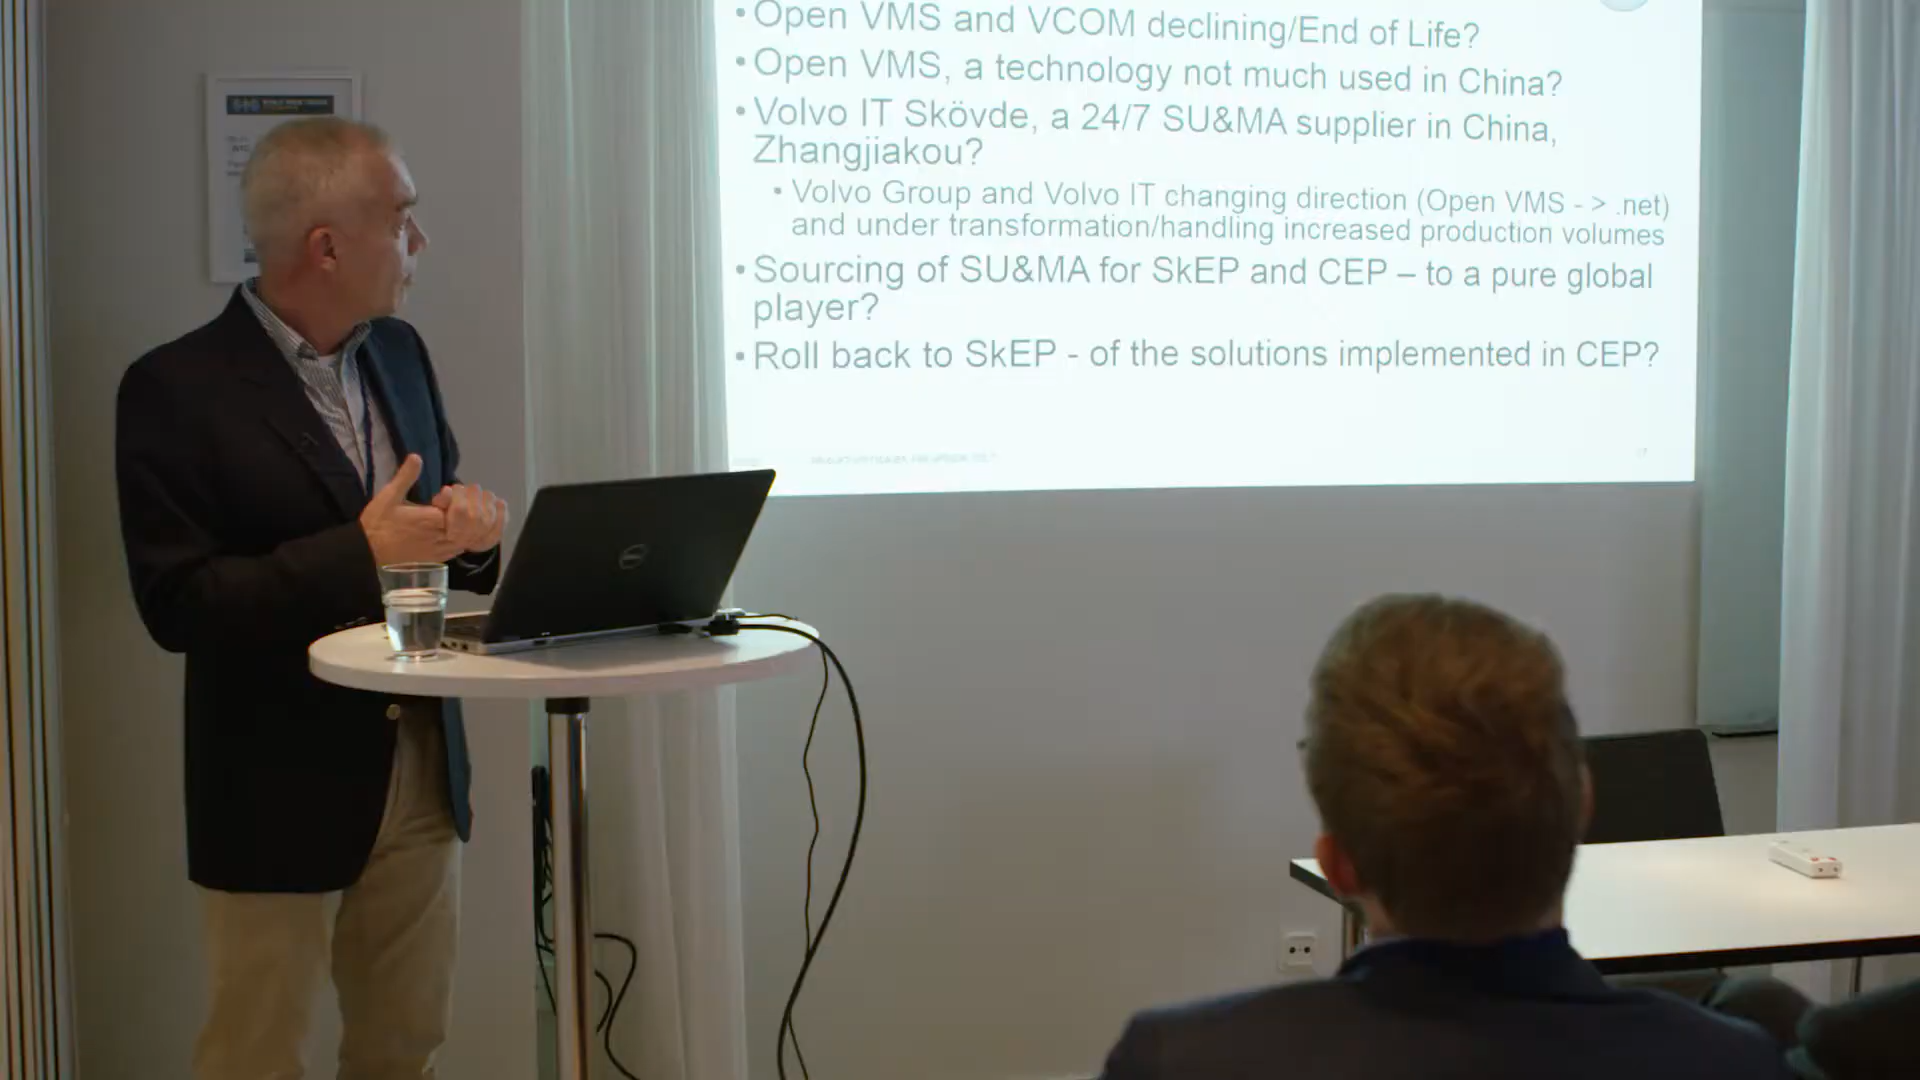 • Open VMS and VCOM declining/End of Life?
• Open VMS, a technology not much used in China?
• Volvo IT Skövde, a 24/7 SU&MA supplier in China,
Zhangjiakou?
• Volvo Group and Volvo IT changing direction (Open VMS - > .net)
and under transformation/handling increased production volumes
• Sourcing of SU&MA for SkEP and CEP – to a pure global
player?
• Roll back to SkEP - of the solutions implemented in CEP?
DELL